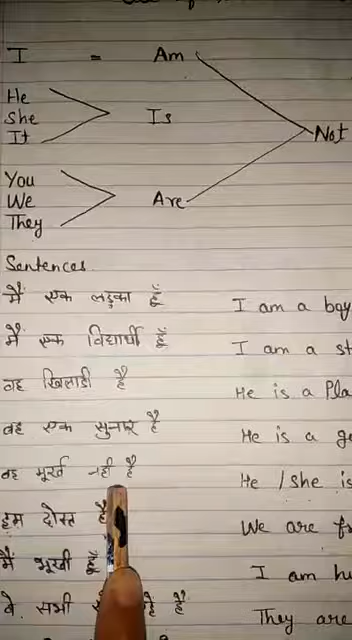 I = Am
He
She Is
It
Not
You
We Are
They
Sentences
मैं एक लड़का हूँ I am a boy
मैं एक विद्यार्थी हूँ I am a
वह खिलाड़ी है He is a
वह एक सुनार है He is a
वह मूर्ख नही है He / she is
हम दोस्त है We are
मैं भूखी हूँ I am
वे सभी है They are